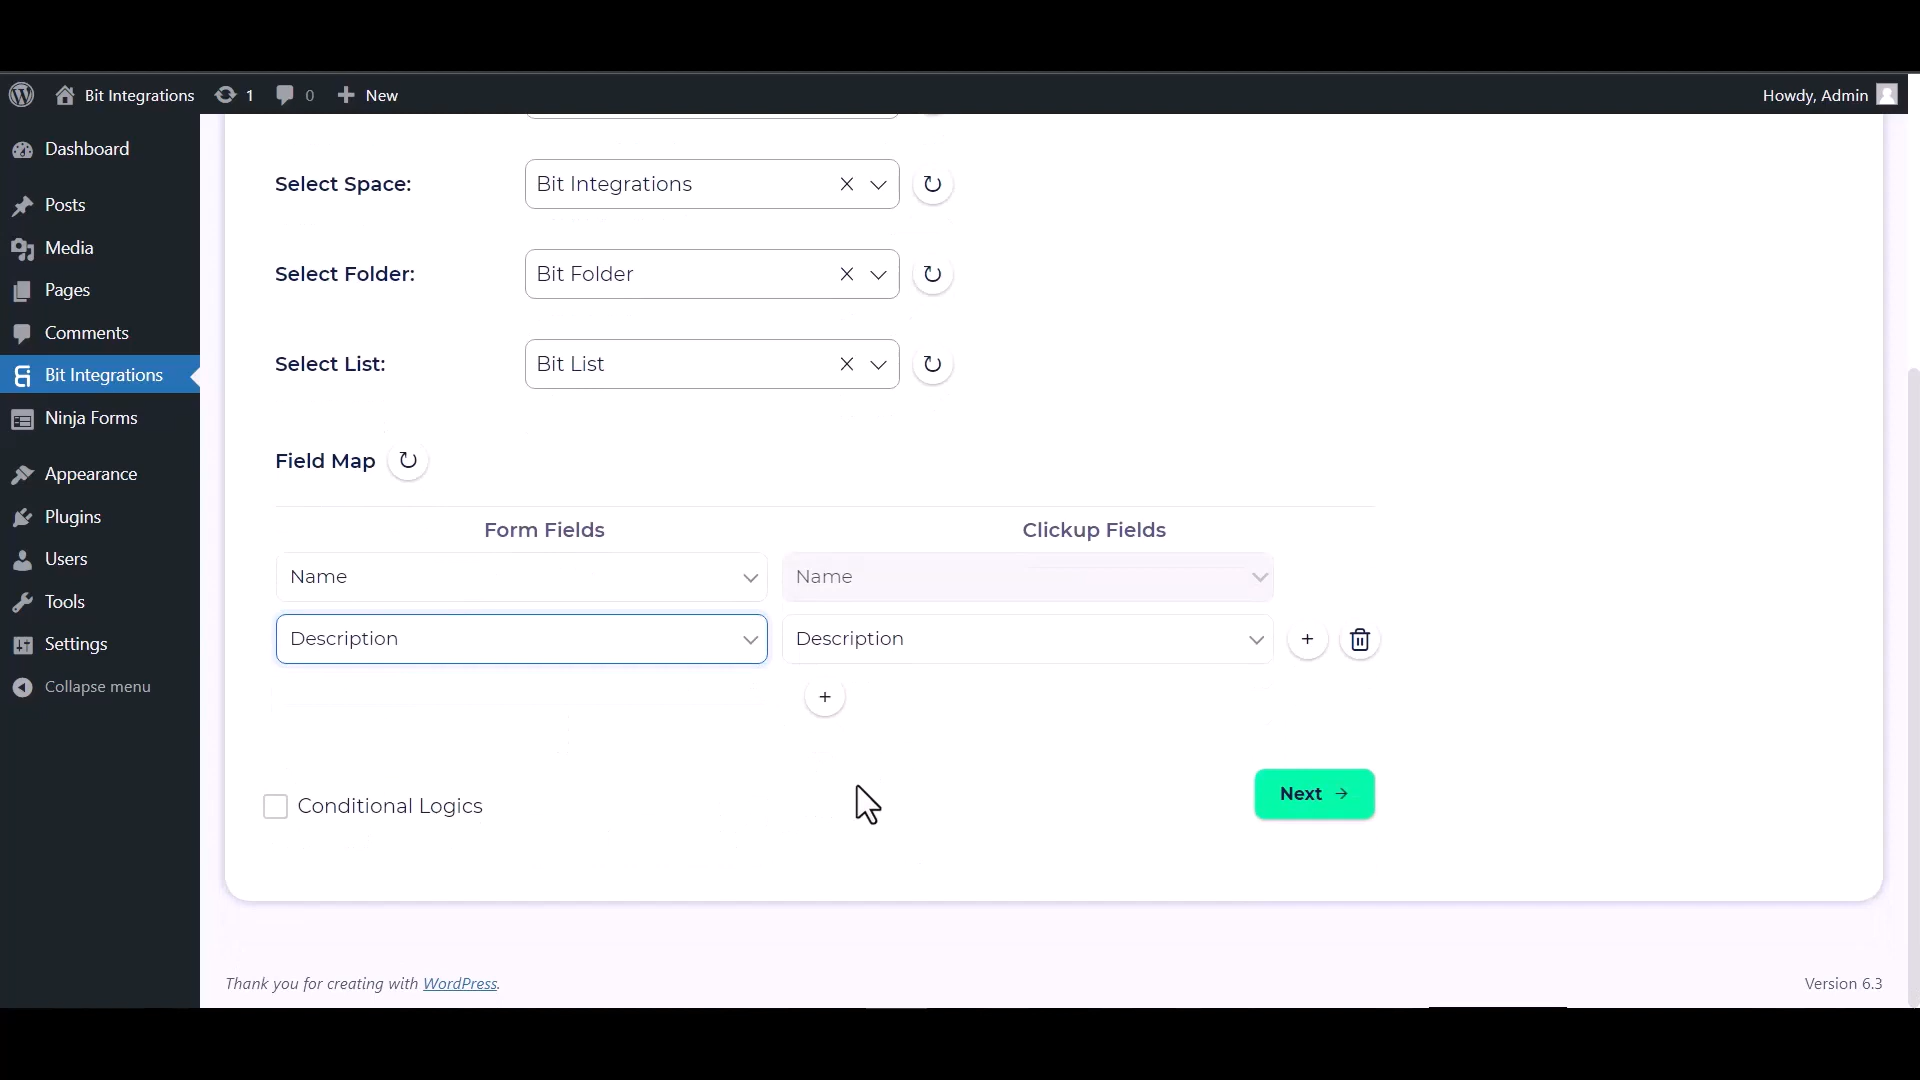 Bit Integrations 1 0 New Howdy, Admin
Dashboard
Posts
Media
Pages
Comments
Bit Integrations
Ninja Forms
Appearance
Plugins
Users
Tools
Settings
Collapse menu
Select Space: Bit Integrations
Select Folder: Bit Folder
Select List: Bit List
Field Map
Form Fields Clickup Fields
Name Name
Description Description
+
+
Conditional Logics
Next →
Thank you for creating with WordPress. Version 6.3